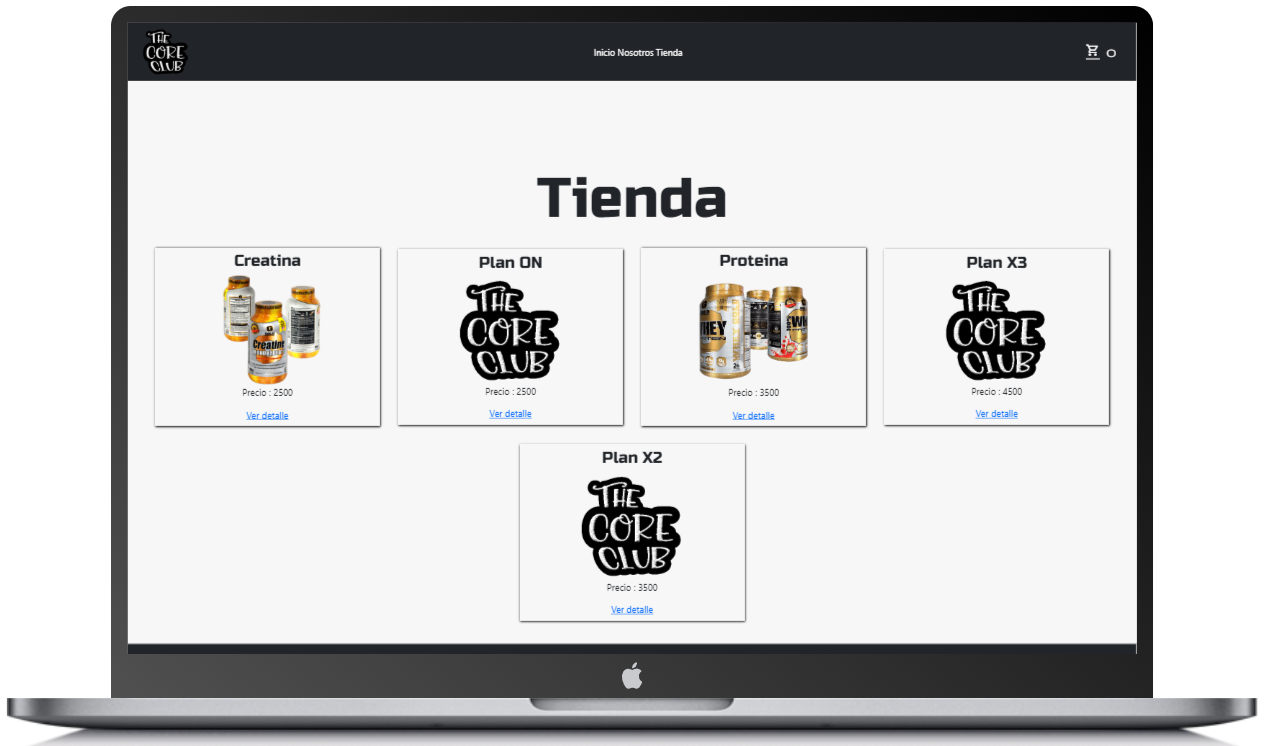 THE
CORE
CLUB
Inicio Nosotros Tienda
0
Tienda
Creatina
Creatine
Precio : 2500
Ver detalle
Plan ON
THE
CORE
CLUB
Precio : 2500
Ver detalle
Proteina
WHEY
Precio : 3500
Ver detalle
Plan X3
THE
CORE
CLUB
Precio : 4500
Ver detalle
Plan X2
THE
CORE
CLUB
Precio : 3500
Ver detalle